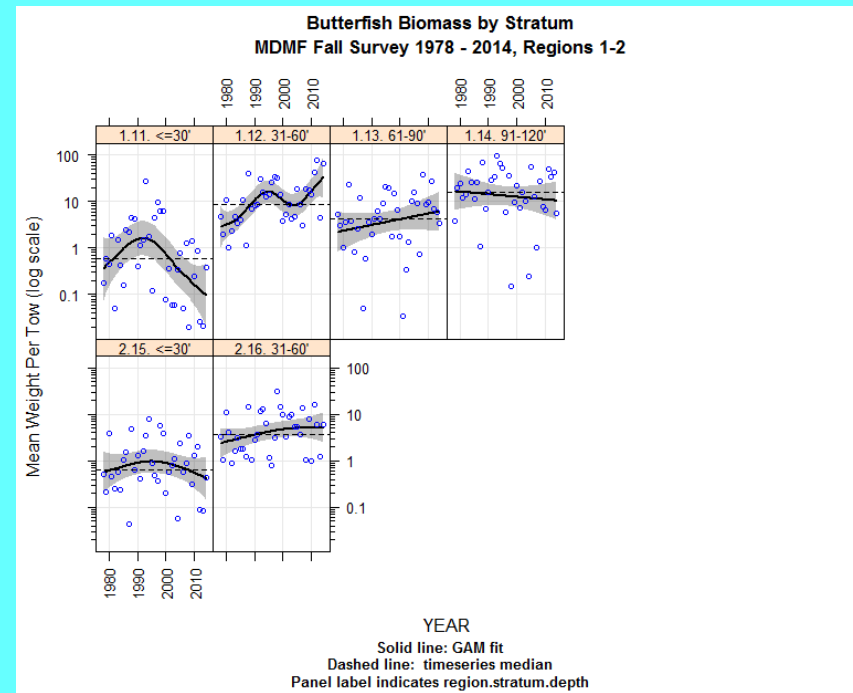 Butterfish Biomass by Stratum
MDMF Fall Survey 1978 - 2014, Regions 1-2
1980 1990 2000 2010 1980 1990 2000 2010
1.11. <=30' 1.12. 31-60' 1.13. 61-90' 1.14. 91-120'
100
10
1
0.1
2.15. <=30' 2.16. 31-60'
100
10
1
0.1
Mean Weight Per Tow (log scale)
1980 1990 2000 2010 1980 1990 2000 2010
YEAR
Solid line: GAM fit
Dashed line: timeseries median
Panel label indicates region.stratum.depth